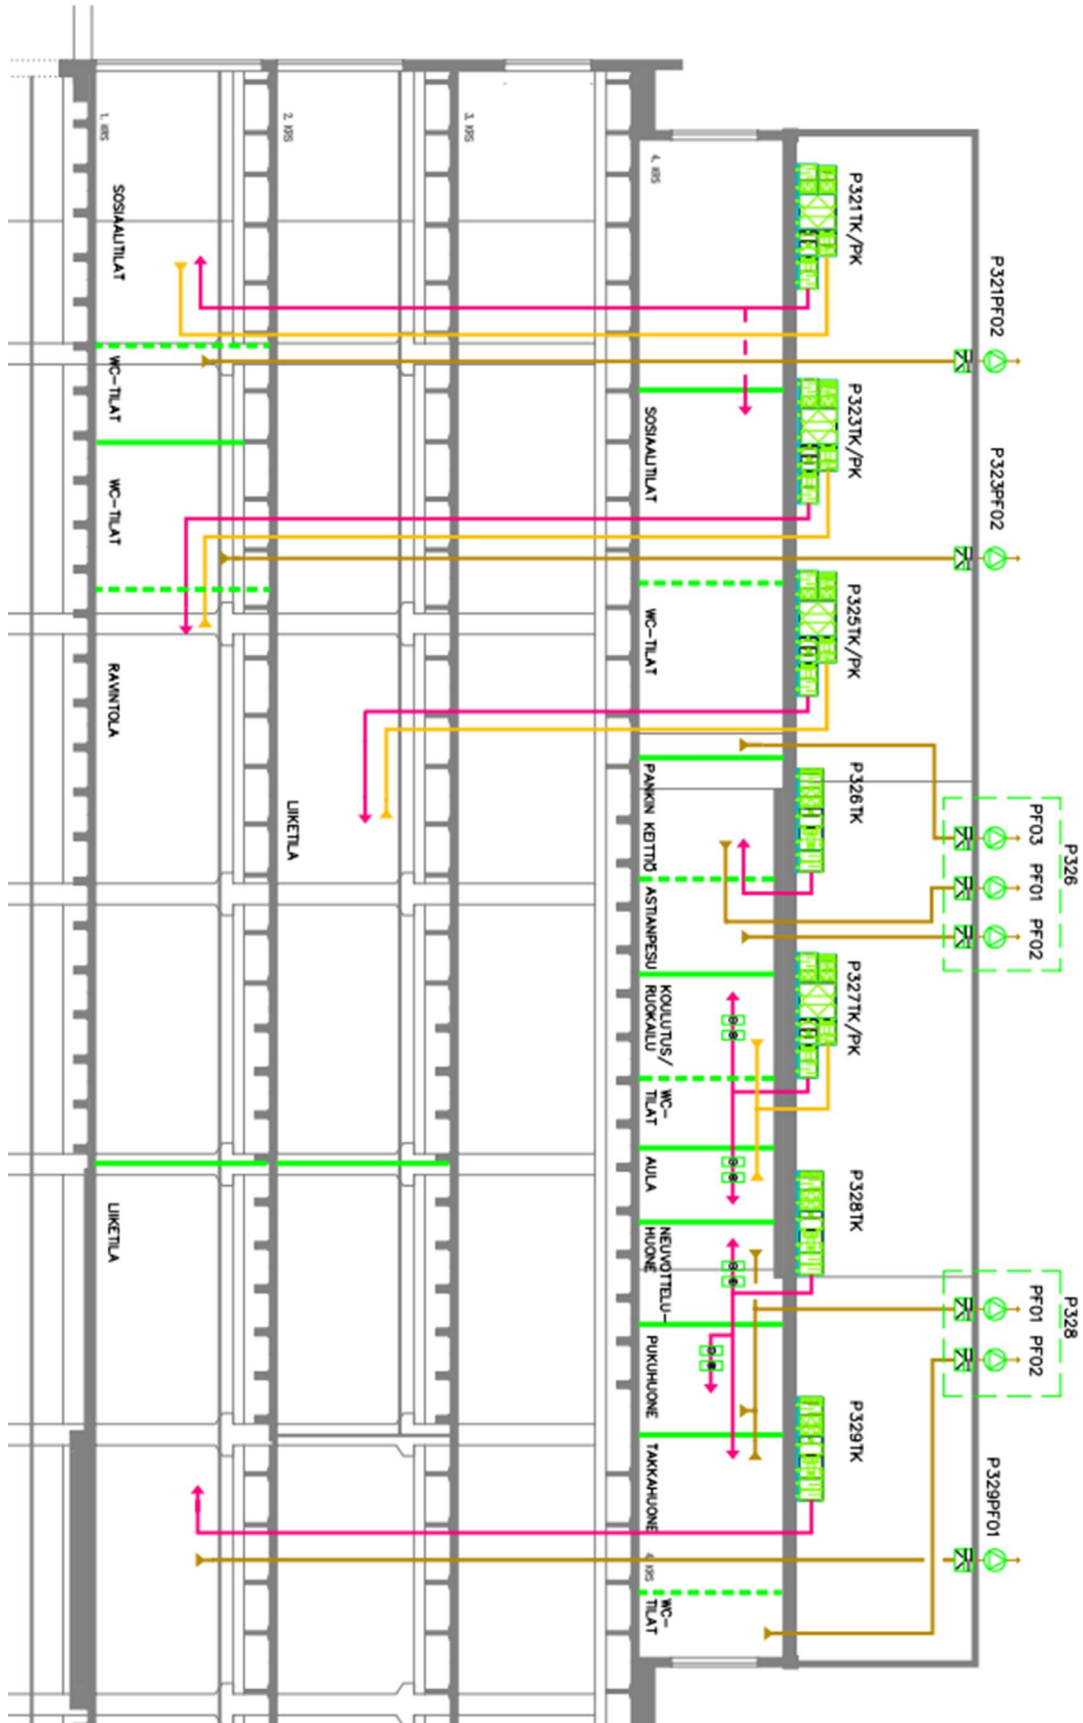 P326
P328
PF03
PF01
PF02
PF01
PF02
P321PF02
P323PF02
P329PF01
P321TK/PK
P323TK/PK
P325TK/PK
P326TK
P327TK/PK
P328TK
P329TK
4. KRS
SOSIAALITILAT
WC-TILAT
PANKIN KEITTIÖ
ASTIANPESU
KOULUTUS/
RUOKAILU
WC-
TILAT
AULA
NEUVOTTELU-
HUONE
PUKUHUONE
TAKKAHUONE
4. KRS
WC-
TILAT
3. KRS
2. KRS
LIIKETILA
1. KRS
SOSIAALITILAT
WC-TILAT
WC-TILAT
RAVINTOLA
LIIKETILA